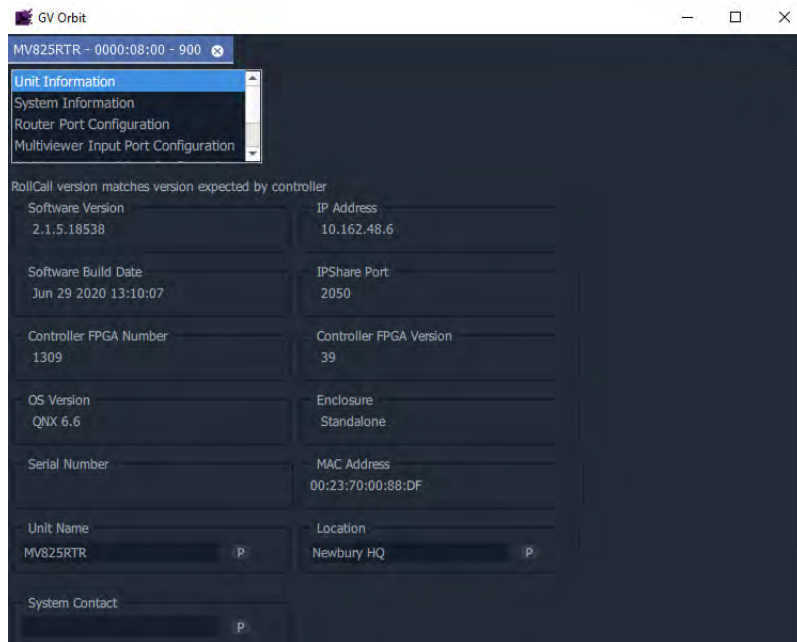 GV Orbit
MV825RTR - 0000:08:00 - 900
Unit Information
System Information
Router Port Configuration
Multiviewer Input Port Configuration
RollCall version matches version expected by controller
Software Version
2.1.5.18538
IP Address
10.162.48.6
Software Build Date
Jun 29 2020 13:10:07
IPShare Port
2050
Controller FPGA Number
1309
Controller FPGA Version
39
OS Version
QNX 6.6
Enclosure
Standalone
Serial Number
MAC Address
00:23:70:00:88:DF
Unit Name
MV825RTR P
Location
Newbury HQ P
System Contact
P